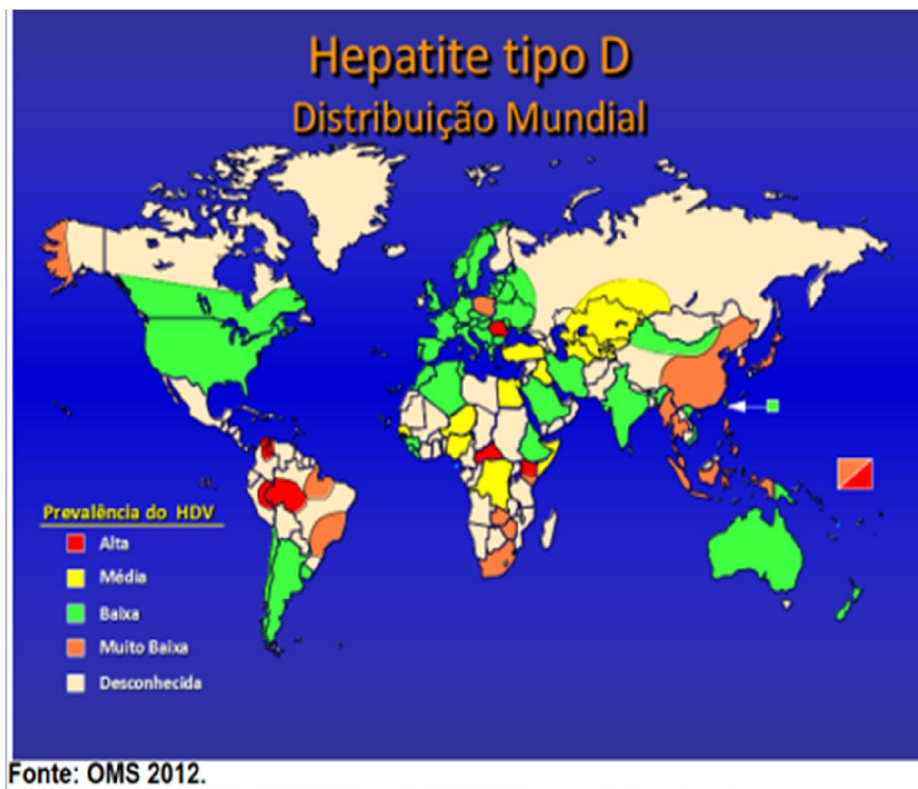 Hepatite tipo D
Distribuição Mundial
Prevalência do HDV
Alta
Média
Baixa
Muito Baixa
Desconhecida
Fonte: OMS 2012.